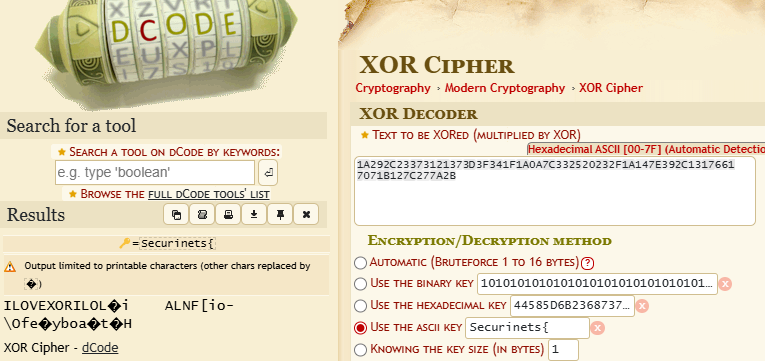 X Z V R I
D C O D E
E U X P L
XOR CIPHER
Cryptography › Modern Cryptography › XOR Cipher
Search for a tool
★ SEARCH A TOOL ON DCODE BY KEYWORDS:
e.g. type 'boolean'
★ BROWSE THE FULL DCODE TOOLS' LIST
Results
🔑=Securinets{
Output limited to printable characters (other chars replaced by
�;)
ILOVEXORILOL�i ALNF[io-
\Ofe�yboa�t�H
XOR Cipher - dCode
XOR DECODER
★ TEXT TO BE XORED (MULTIPLIED BY XOR)
Hexadecimal ASCII [00-7F] (Automatic Detectio
1A292C23373121373D3F341F1A0A7C332520232F1A147E392C1317661
7071B127C277A2B
ENCRYPTION/DECRYPTION METHOD
AUTOMATIC (BRUTEFORCE 1 TO 16 BYTES) (?)
USE THE BINARY KEY 1010101010101010101010101010101...
USE THE HEXADECIMAL KEY 44585D6B2368737...
USE THE ASCII KEY Securinets{
KNOWING THE KEY SIZE (IN BYTES) 1